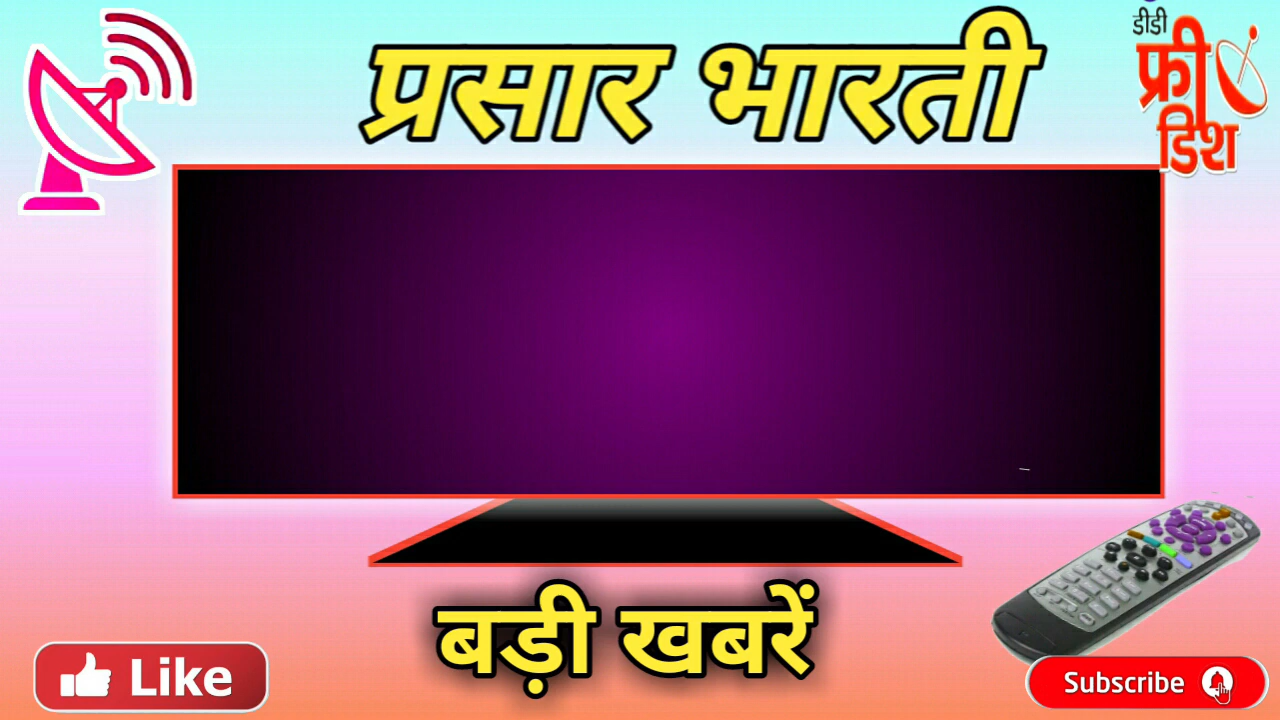 प्रसार भारती
डीडी
फ्री
डिश
बड़ी खबरें
Like
Subscribe